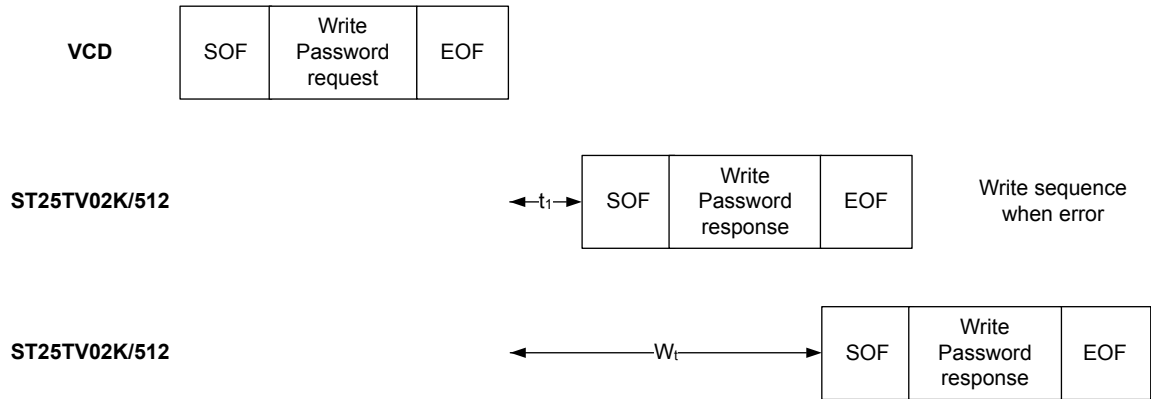 VCD
SOF
Write
Password
request
EOF
ST25TV02K/512
t1
SOF
Write
Password
response
EOF
Write sequence
when error
ST25TV02K/512
Wt
SOF
Write
Password
response
EOF